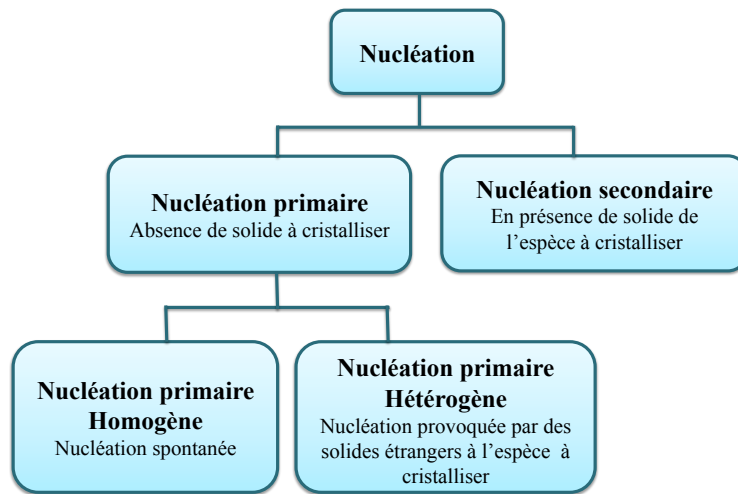 Nucléation
Nucléation primaire
Absence de solide à cristalliser
Nucléation secondaire
En présence de solide de
l’espèce à cristalliser
Nucléation primaire
Homogène
Nucléation spontanée
Nucléation primaire
Hétérogène
Nucléation provoquée par des
solides étrangers à l’espèce à
cristalliser